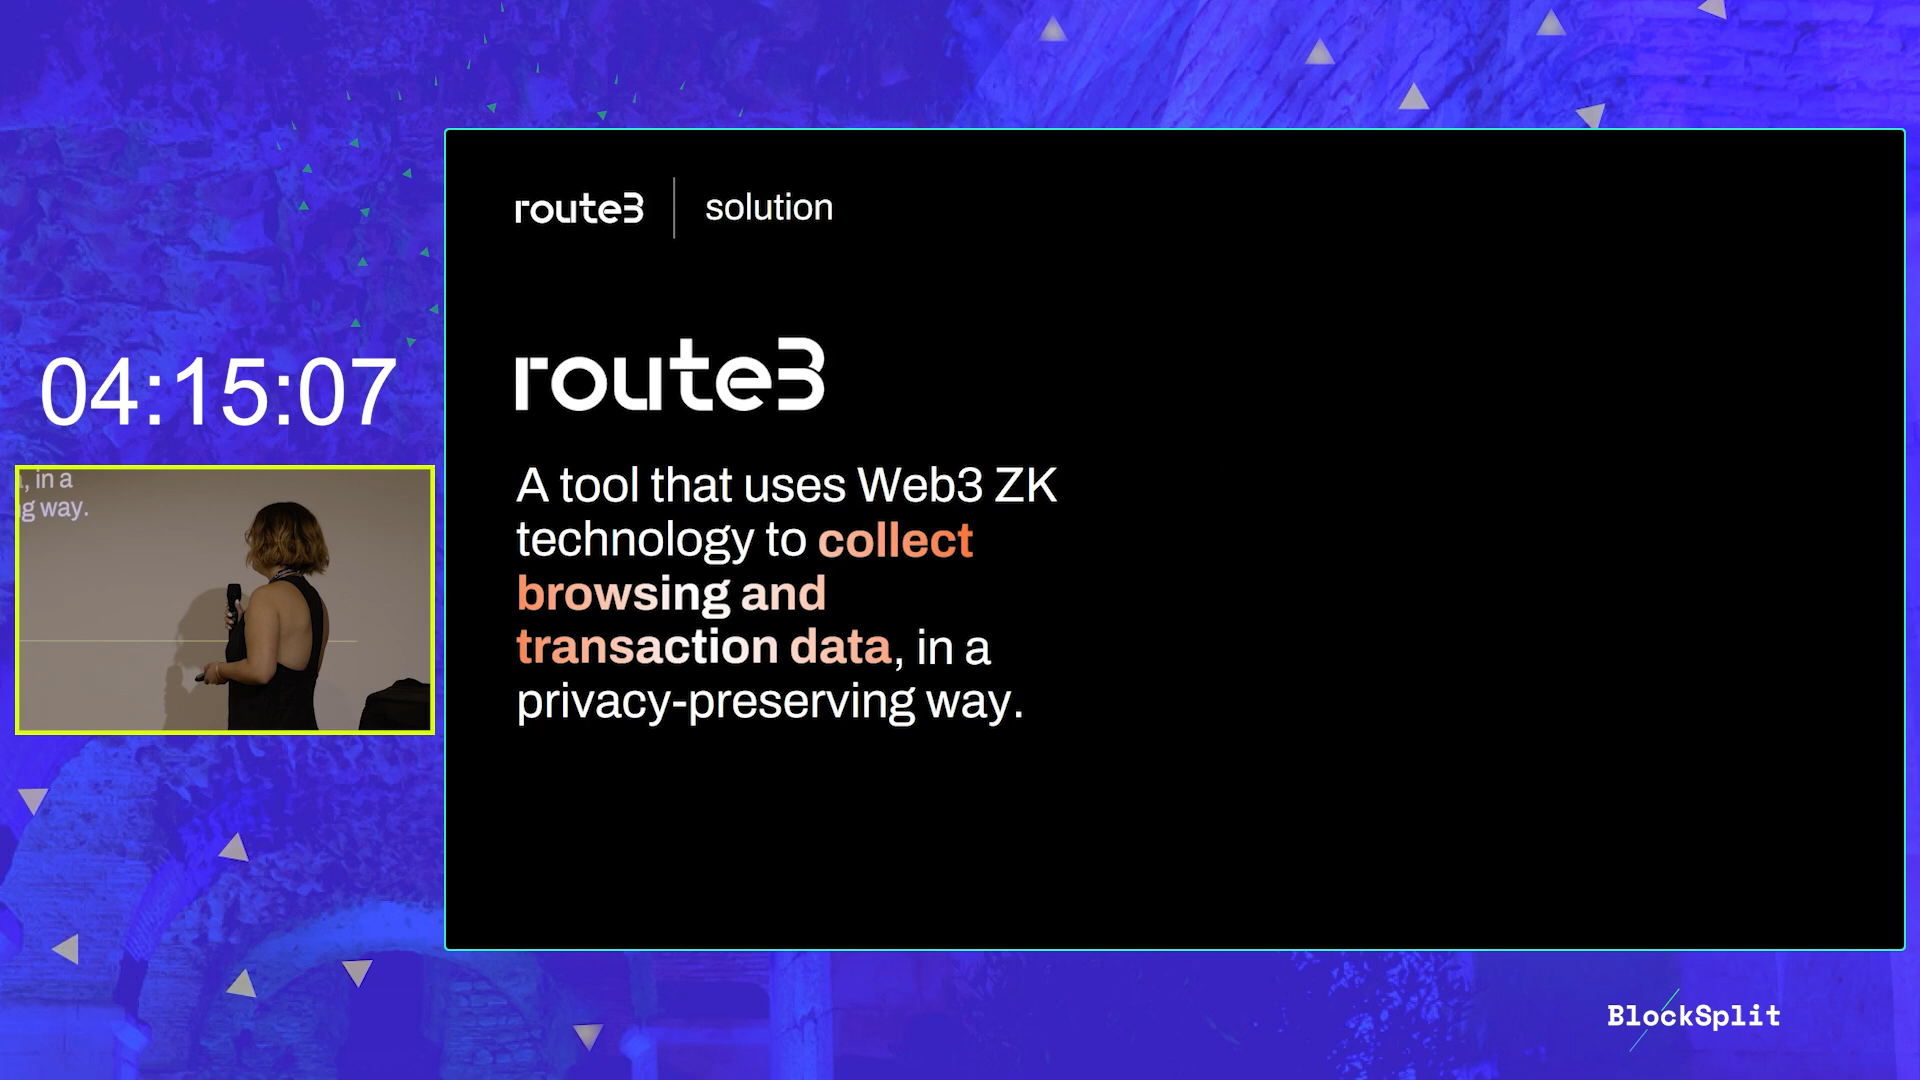 route3 | solution
route3
A tool that uses Web3 ZK
technology to collect
browsing and
transaction data, in a
privacy-preserving way.
04:15:07
, in a
g way.
BlockSplit